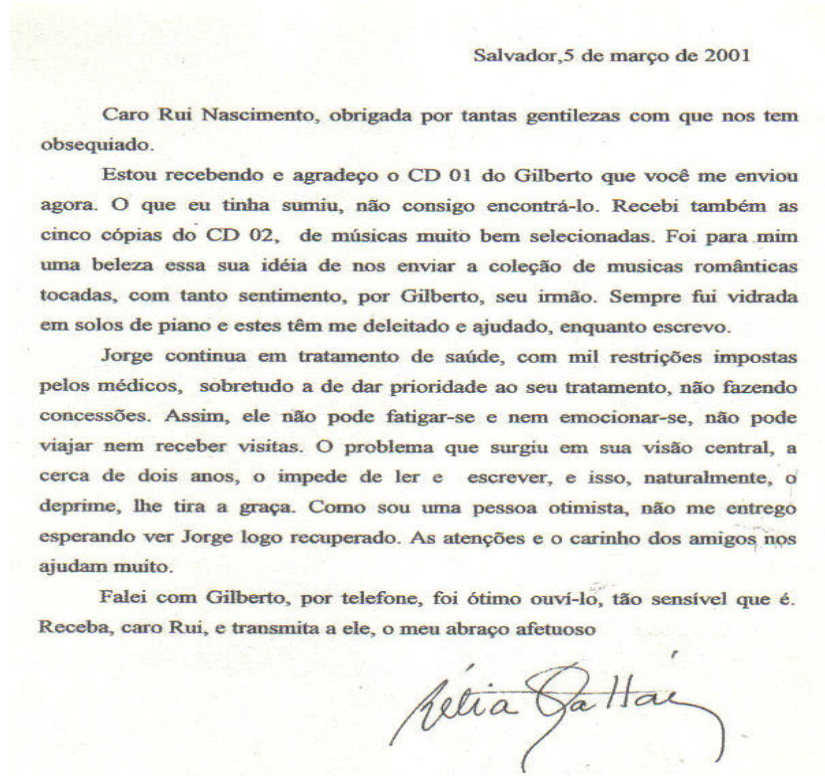 Salvador,5 de março de 2001
Caro Rui Nascimento, obrigada por tantas gentilezas com que nos tem
obsequiado.
Estou recebendo e agradeço o CD 01 do Gilberto que você me enviou
agora. O que eu tinha sumiu, não consigo encontrá-lo. Recebi também as
cinco cópias do CD 02, de músicas muito bem selecionadas. Foi para mim
uma beleza essa sua idéia de nos enviar a coleção de musicas românticas
tocadas, com tanto sentimento, por Gilberto, seu irmão. Sempre fui vidrada
em solos de piano e estes têm me deleitado e ajudado, enquanto escrevo.
Jorge continua em tratamento de saúde, com mil restrições impostas
pelos médicos, sobretudo a de dar prioridade ao seu tratamento, não fazendo
concessões. Assim, ele não pode fatigar-se e nem emocionar-se, não pode
viajar nem receber visitas. O problema que surgiu em sua visão central, a
cerca de dois anos, o impede de ler e escrever, e isso, naturalmente, o
deprime, lhe tira a graça. Como sou uma pessoa otimista, não me entrego
esperando ver Jorge logo recuperado. As atenções e o carinho dos amigos nos
ajudam muito.
Falei com Gilberto, por telefone, foi ótimo ouví-lo, tão sensível que é.
Receba, caro Rui, e transmita a ele, o meu abraço afetuoso
Zélia Gattai